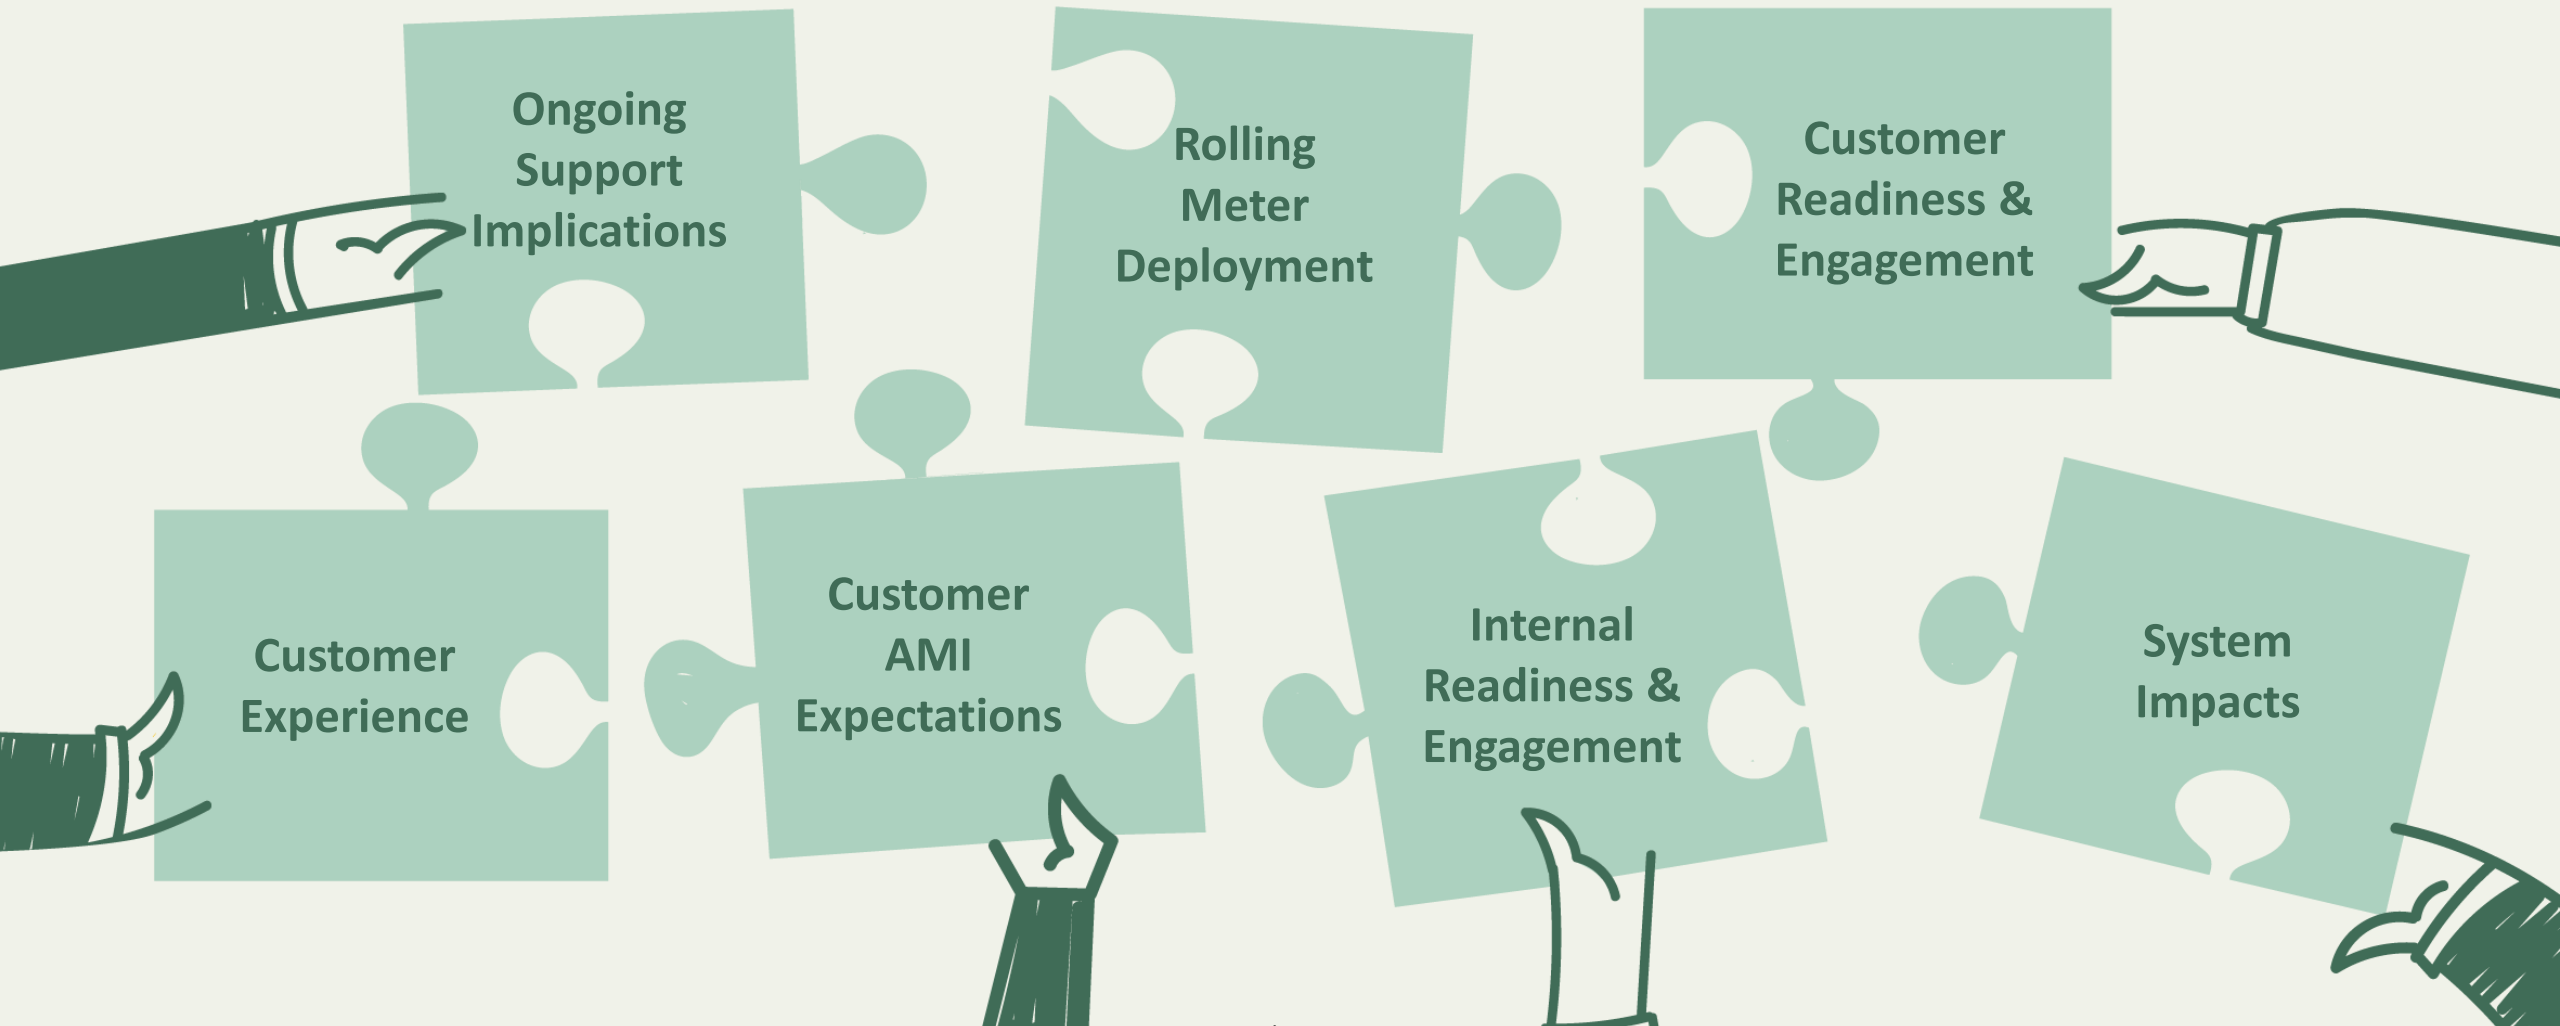 Ongoing
Support
Implications
Rolling
Meter
Deployment
Customer
Readiness &
Engagement
Customer
Experience
Customer
AMI
Expectations
Internal
Readiness &
Engagement
System
Impacts